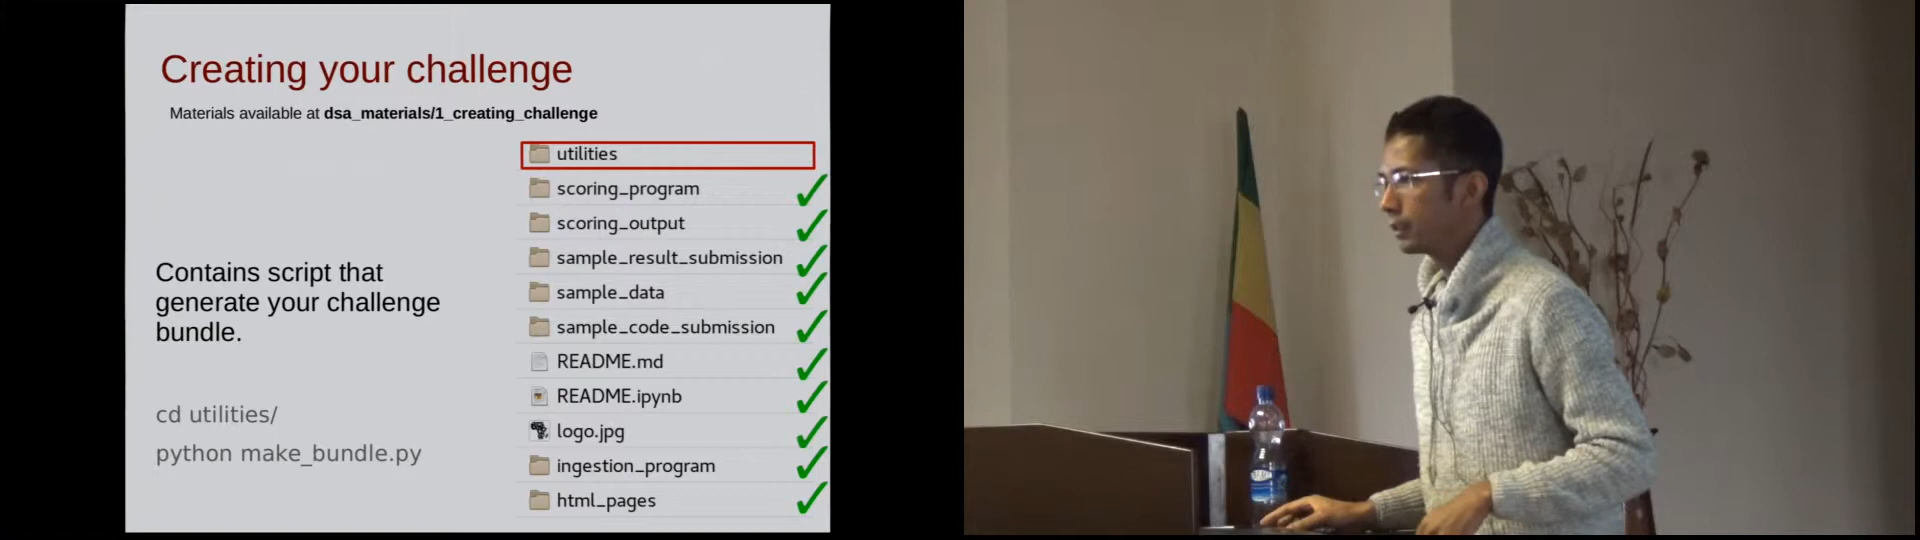 Creating your challenge
Materials available at dsa_materials/1_creating_challenge
utilities
scoring_program
scoring_output
sample_result_submission
sample_data
sample_code_submission
README.md
README.ipynb
logo.jpg
ingestion_program
html_pages
Contains script that
generate your challenge
bundle.
cd utilities/
python make_bundle.py